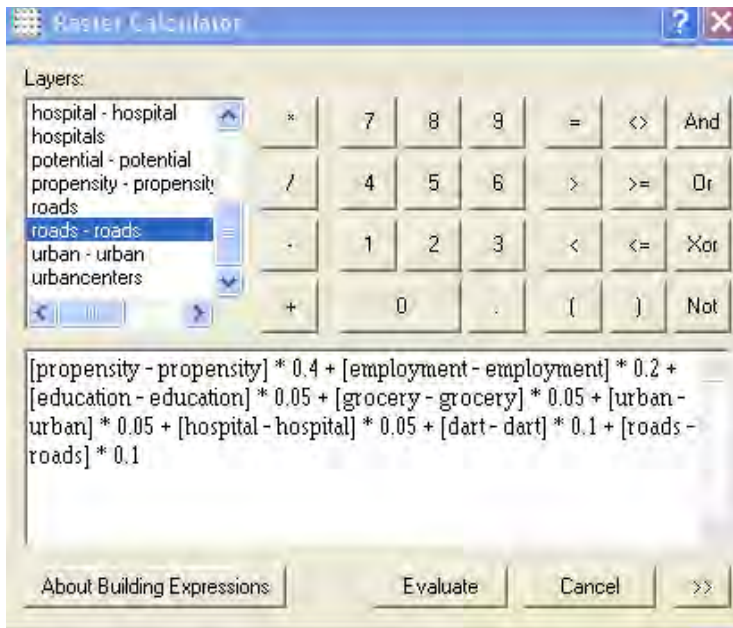 Raster Calculator
Layers:
hospital - hospital
hospitals
potential - potential
propensity - propensity
roads
roads - roads
urban - urban
urbancenters
* 7 8 9 = <> And
/ 4 5 6 > >= Or
- 1 2 3 < <= Xor
+ 0 . ( ) Not
[propensity - propensity] * 0.4 + [employment - employment] * 0.2 +
[education - education] * 0.05 + [grocery - grocery] * 0.05 + [urban -
urban] * 0.05 + [hospital - hospital] * 0.05 + [dart - dart] * 0.1 + [roads -
roads] * 0.1
About Building Expressions Evaluate Cancel >>